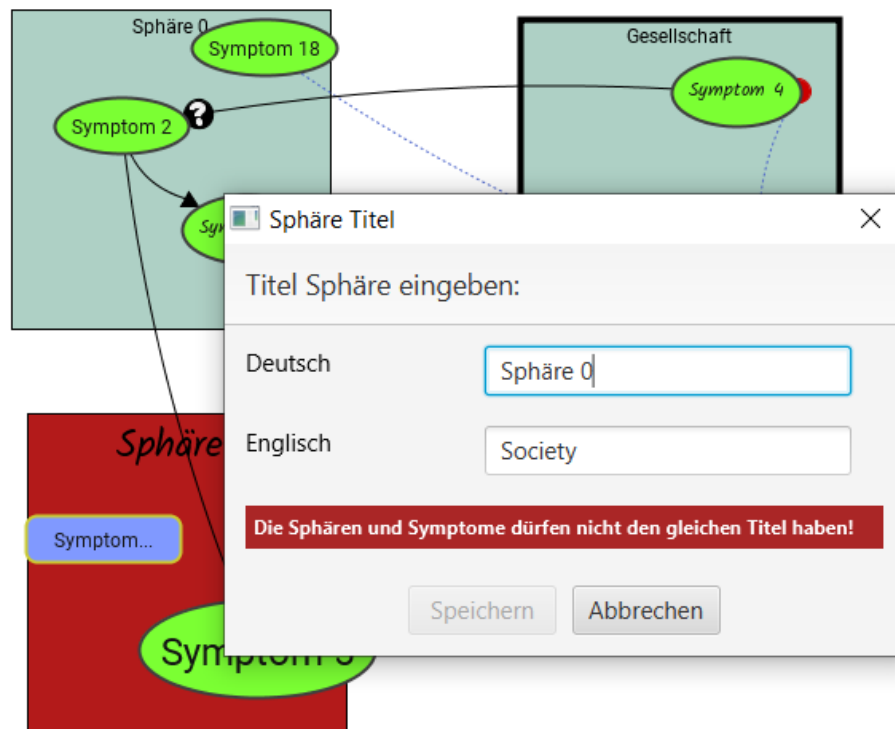 Sphäre 0
Symptom 18
Gesellschaft
Symptom 4
?
Symptom 2
Sphäre Titel
Titel Sphäre eingeben:
Deutsch
Sphäre 0
Englisch
Society
Sphäre
Die Sphären und Symptome dürfen nicht den gleichen Titel haben!
Symptom...
Speichern
Abbrechen